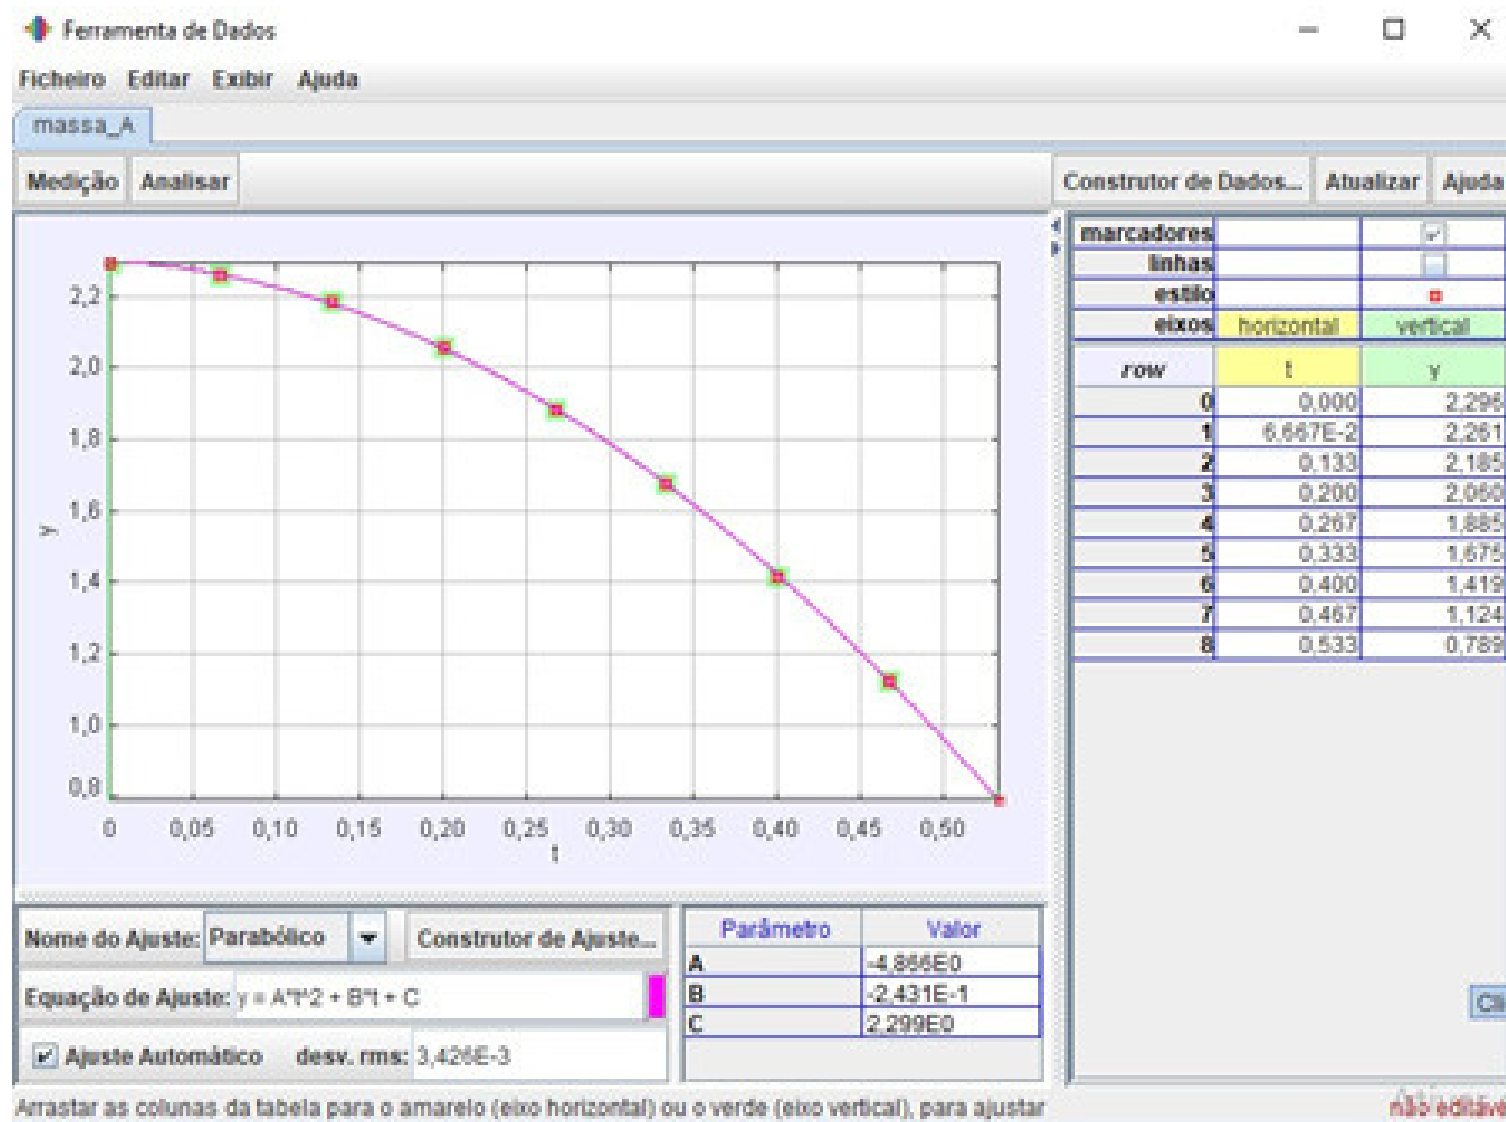 Ferramenta de Dados
Ficheiro Editar Exibir Ajuda
massa_A
Medição Analisar
Construtor de Dados... Atualizar Ajuda
marcadores
linhas
estilo
eixos horizontal vertical
row t y
0 0,000 2,296
1 6,667E-2 2,261
2 0,133 2,185
3 0,200 2,060
4 0,267 1,885
5 0,333 1,675
6 0,400 1,419
7 0,467 1,124
8 0,533 0,789
2,2
2,0
1,8
1,6
1,4
1,2
1,0
0,8
y
0 0,05 0,10 0,15 0,20 0,25 0,30 0,35 0,40 0,45 0,50
t
Nome do Ajuste: Parabólico Construtor de Ajuste...
Equação de Ajuste: y = A*t^2 + B*t + C
Ajuste Automático desv. rms: 3,426E-3
Parâmetro Valor
A -4,866E0
B -2,431E-1
C 2,299E0
Arrastar as colunas da tabela para o amarelo (eixo horizontal) ou o verde (eixo vertical), para ajustar
não editáve